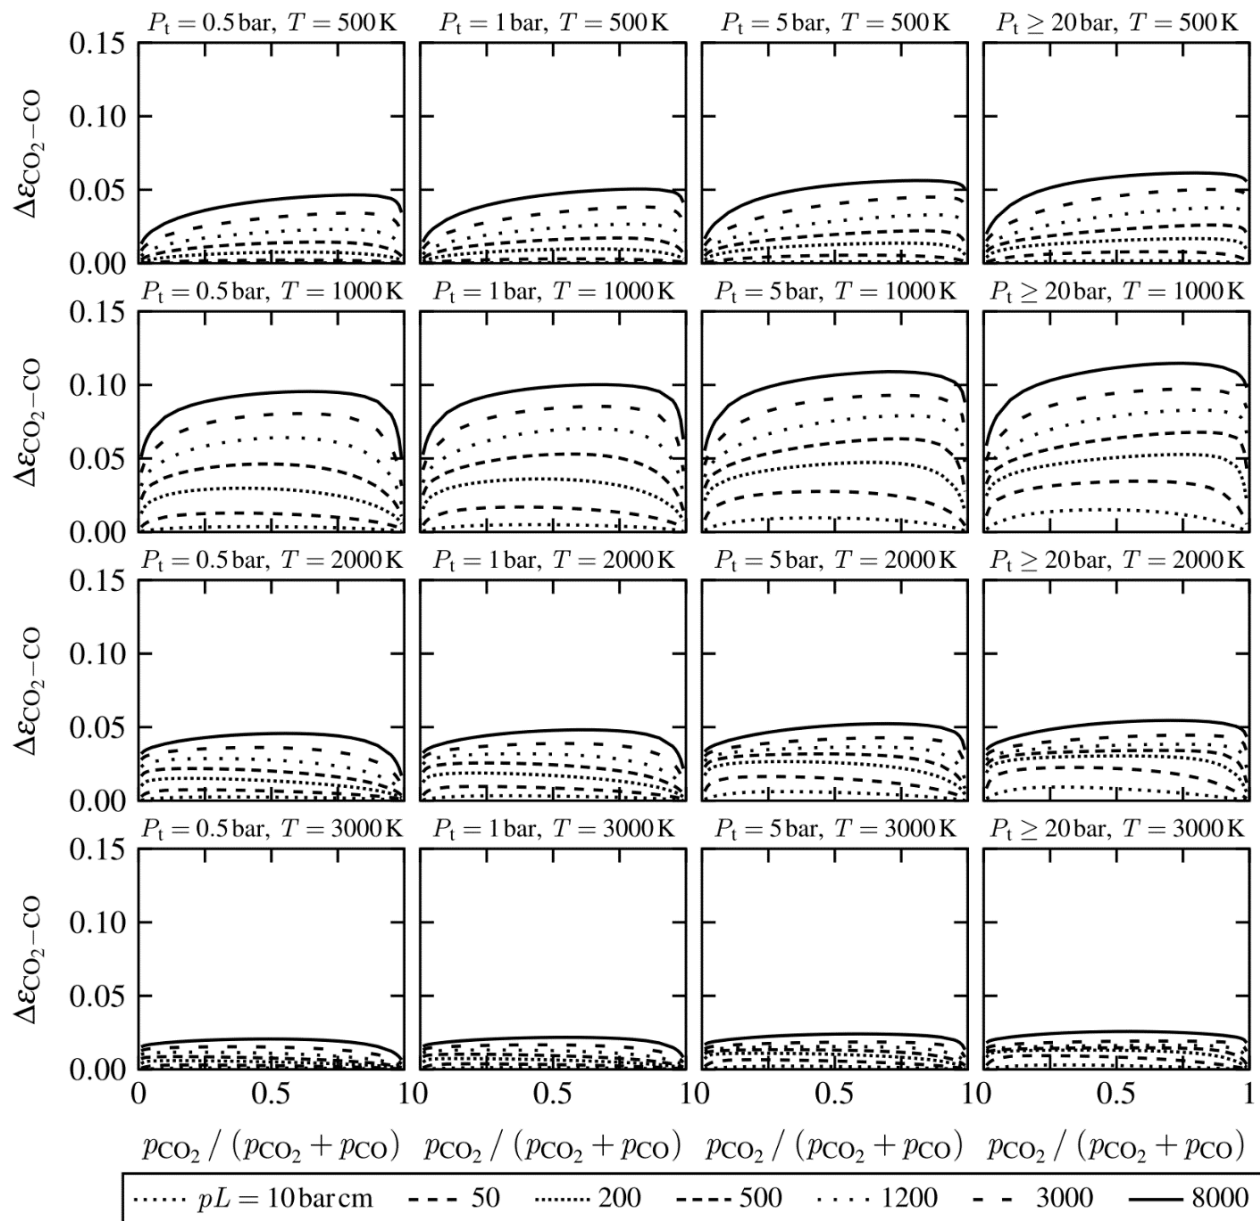 P_t = 0.5 bar, T = 500 K P_t = 1 bar, T = 500 K P_t = 5 bar, T = 500 K P_t ≥ 20 bar, T = 500 K
0.15
0.10
Δε_CO₂−CO
0.05
0.00
P_t = 0.5 bar, T = 1000 K P_t = 1 bar, T = 1000 K P_t = 5 bar, T = 1000 K P_t ≥ 20 bar, T = 1000 K
0.15
0.10
Δε_CO₂−CO
0.05
0.00
P_t = 0.5 bar, T = 2000 K P_t = 1 bar, T = 2000 K P_t = 5 bar, T = 2000 K P_t ≥ 20 bar, T = 2000 K
0.15
0.10
Δε_CO₂−CO
0.05
0.00
P_t = 0.5 bar, T = 3000 K P_t = 1 bar, T = 3000 K P_t = 5 bar, T = 3000 K P_t ≥ 20 bar, T = 3000 K
0.15
0.10
Δε_CO₂−CO
0.05
0.00
0 0.5 10 0.5 10 0.5 10 0.5 1
p_CO₂ / (p_CO₂ + p_CO) p_CO₂ / (p_CO₂ + p_CO) p_CO₂ / (p_CO₂ + p_CO) p_CO₂ / (p_CO₂ + p_CO)
pL = 10 bar cm 50 200 500 1200 3000 8000